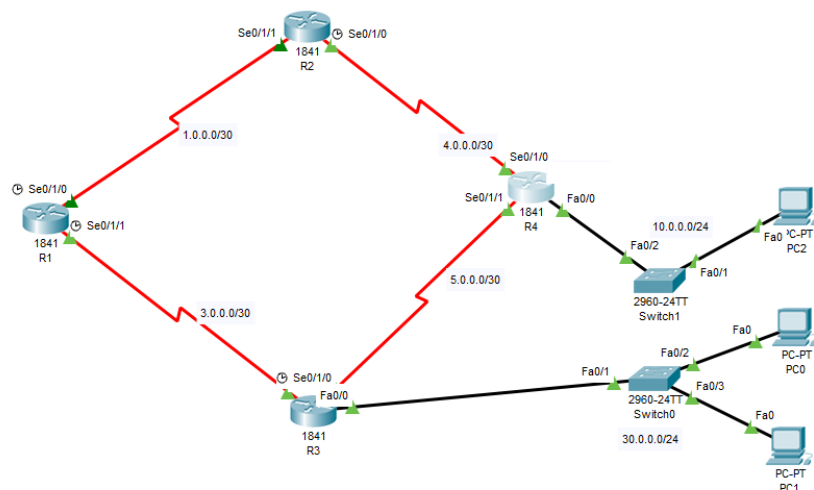 Se0/1/1
Se0/1/0
1841
R2
1.0.0.0/30
4.0.0.0/30
Se0/1/0
Se0/1/0
Se0/1/1
Fa0/0
1841
R4
10.0.0.0/24
PC-PT
PC2
Fa0
Se0/1/1
1841
R1
Fa0/2
Fa0/1
2960-24TT
Switch1
5.0.0.0/30
3.0.0.0/30
Fa0
PC-PT
PC0
Fa0/2
Fa0/1
Se0/1/0
Fa0/0
Fa0/3
2960-24TT
Switch0
Fa0
1841
R3
30.0.0.0/24
PC-PT
PC1